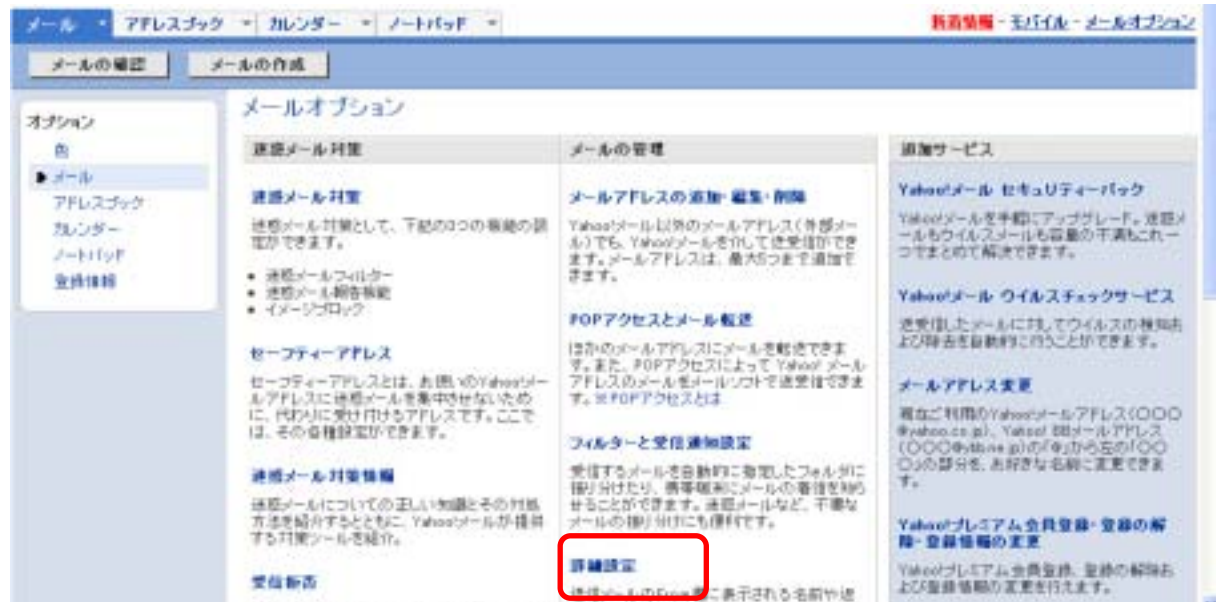 メール アドレスブック カレンダー ノートパッド
新着情報 - モバイル - メールオプション
メールの確認 メールの作成
オプション
色
メール
アドレスブック
カレンダー
ノートパッド
登録情報
メールオプション
迷惑メール対策
迷惑メール対策
迷惑メール対策として、下記の3つの機能の設
定ができます。
• 迷惑メールフィルター
• 迷惑メール報告機能
• イメージブロック
セーフティーアドレス
セーフティーアドレスとは、お使いのYahoo!メー
ルアドレスに迷惑メールを集中させないため
に、代わりに受け付けるアドレスです。ここで
は、その各種設定ができます。
迷惑メール対策情報
迷惑メールについての正しい知識とその対処
方法を紹介するとともに、Yahoo!メールが提供
する対策ツールを紹介。
受信拒否
メールの管理
メールアドレスの追加・編集・削除
Yahoo!メール以外のメールアドレス(外部メー
ル)でも、Yahoo!メールを介して送受信ができ
ます。メールアドレスは、最大5つまで追加で
きます。
POPアクセスとメール転送
ほかのメールアドレスにメールを転送できま
す。また、POPアクセスによって Yahoo! メール
アドレスのメールをメールソフトで送受信できま
す。※POPアクセスとは
フィルターと受信通知設定
受信するメールを自動的に指定したフォルダに
振り分けたり、携帯端末にメールの着信を知ら
せることができます。迷惑メールなど、不要な
メールの振り分けにも便利です。
詳細設定
送信メールのFrom欄に表示される名前や返
追加サービス
Yahoo!メール セキュリティーパック
Yahoo!メールを手軽にアップグレード。迷惑メ
ールもウイルスメールも容量の不満もこれ一
つでまとめて解決できます。
Yahoo!メール ウイルスチェックサービス
送受信したメールに対してウイルスの検知お
よび除去を自動的に行うことができます。
メールアドレス変更
現在ご利用のYahoo!メールアドレス(○○○
@yahoo.co.jp)、Yahoo! BBメールアドレス
(○○○@ybb.ne.jp)の「@」から左の「○○
○」の部分を、お好きな名前に変更できま
す。
Yahoo!プレミアム会員登録・登録の解
除・登録情報の変更
Yahoo!プレミアム会員登録、登録の解除お
よび登録情報の変更を行えます。